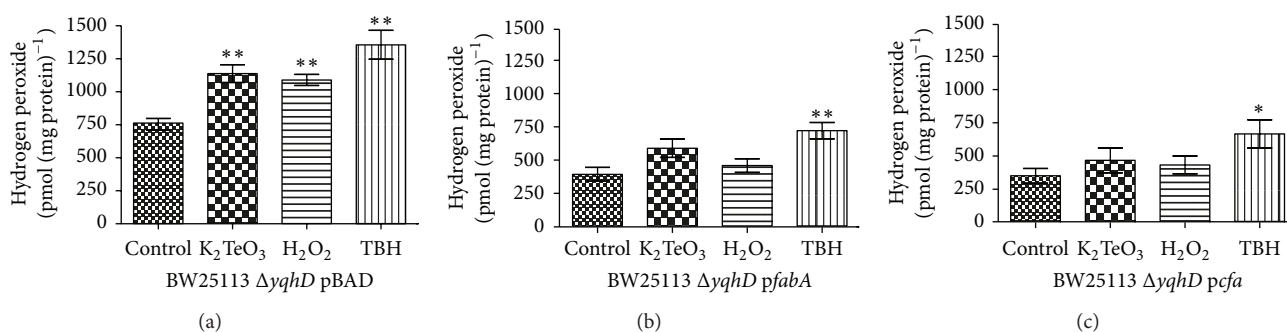 Hydrogen peroxide
(pmol (mg protein)⁻¹
1500
1250
1000
750
500
250
0
**
**
**
Control K₂TeO₃ H₂O₂ TBH
BW25113 ΔyqhD pBAD
(a)
Hydrogen peroxide
(pmol (mg protein)⁻¹
1500
1250
1000
750
500
250
0
**
Control K₂TeO₃ H₂O₂ TBH
BW25113 ΔyqhD pfabA
(b)
Hydrogen peroxide
(pmol (mg protein)⁻¹
1500
1250
1000
750
500
250
0
*
Control K₂TeO₃ H₂O₂ TBH
BW25113 ΔyqhD pcfa
(c)